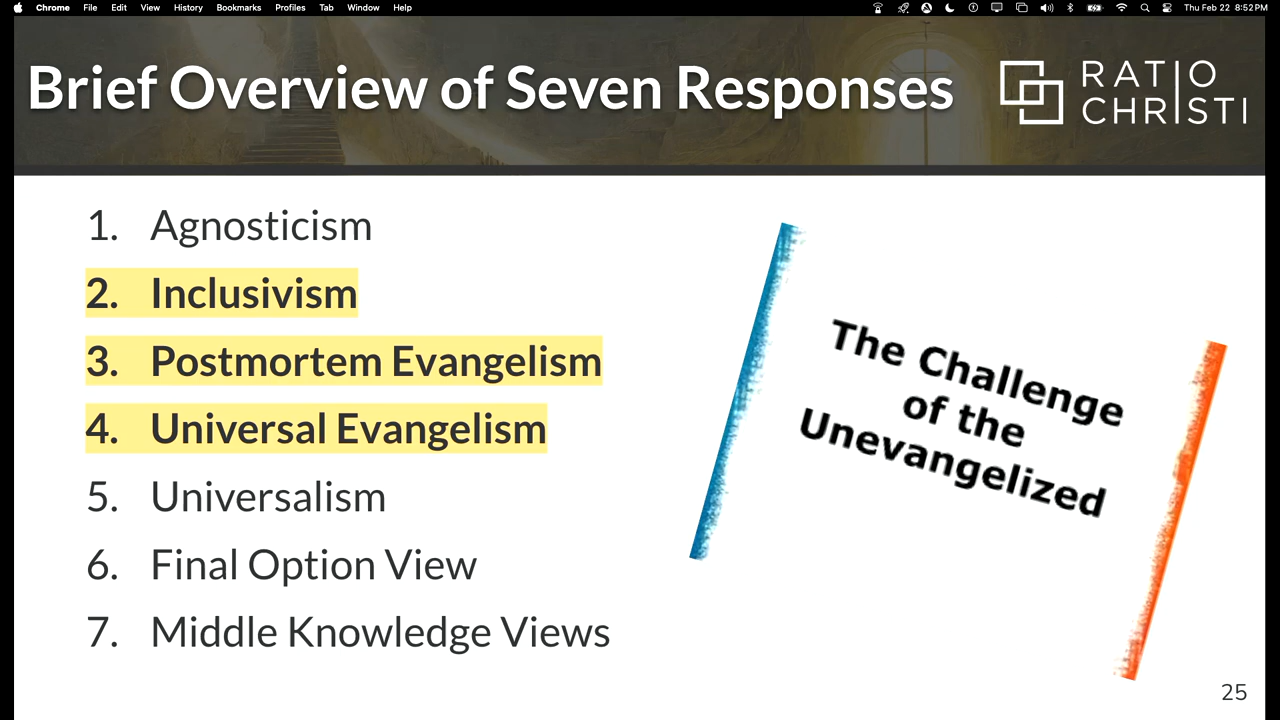 Chrome File Edit View History Bookmarks Profiles Tab Window Help Thu Feb 22 8:52 PM
Brief Overview of Seven Responses
RATIO
CHRISTI
1. Agnosticism
2. Inclusivism
3. Postmortem Evangelism
4. Universal Evangelism
5. Universalism
6. Final Option View
7. Middle Knowledge Views
The Challenge
of the
Unevangelized
25